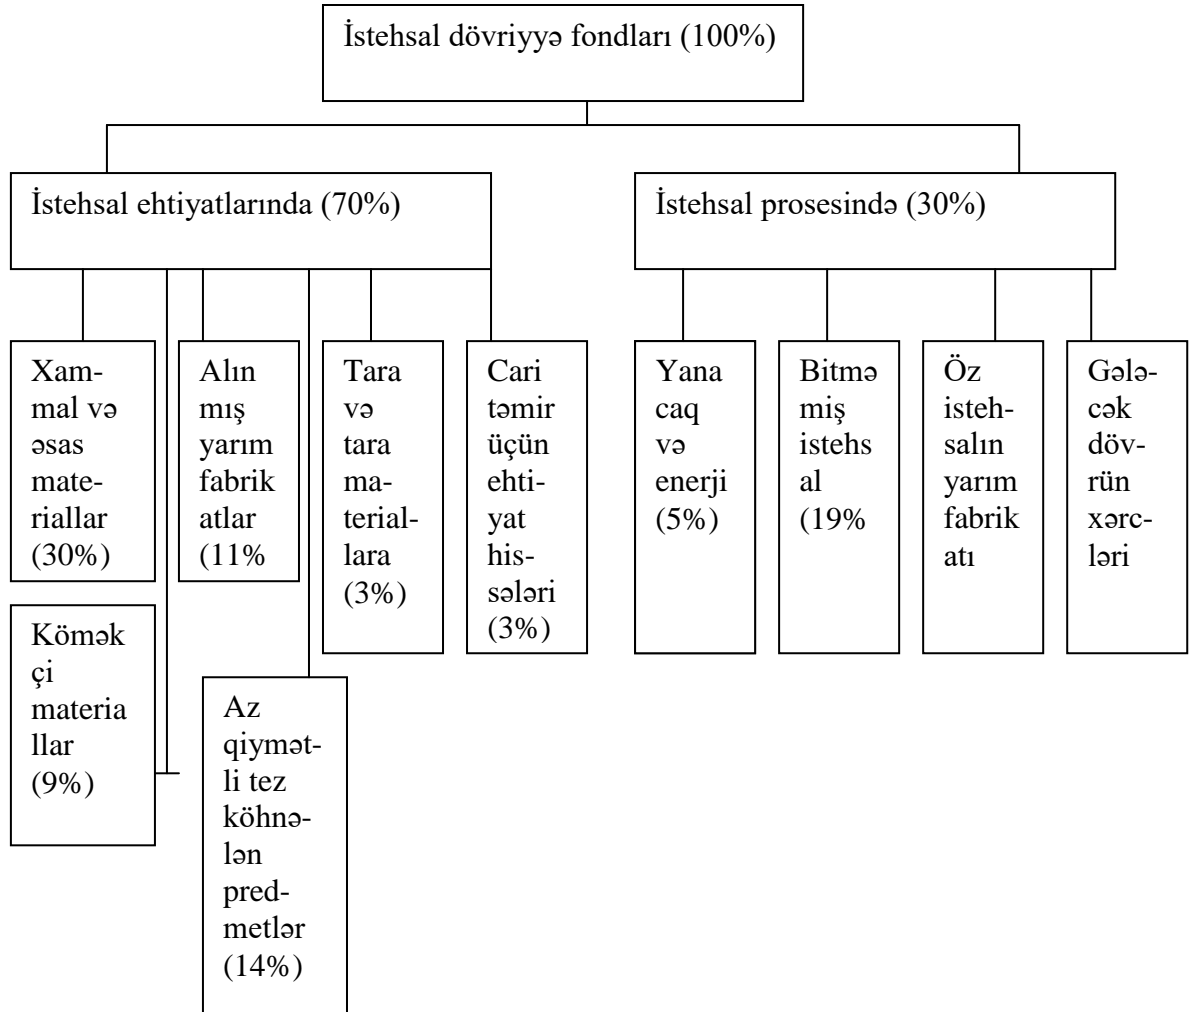 İstehsal dövriyyə fondları (100%)
İstehsal ehtiyatlarında (70%)
İstehsal prosesində (30%)
Xam-
mal və
əsas
mate-
riallar
(30%)
Alın
mış
yarım
fabrik
atlar
(11%
Tara
və
tara
ma-
terial-
lara
(3%)
Cari
təmir
üçün
ehti-
yat
his-
sələri
(3%)
Yana
caq
və
enerji
(5%)
Bitmə
miş
istehs
al
(19%
Öz
isteh-
salın
yarım
fabrik
atı
Gələ-
cək
döv-
rün
xərc-
ləri
Kömək
çi
materia
llar
(9%)
Az
qiymət-
li tez
köhnə-
lən
pred-
metlər
(14%)